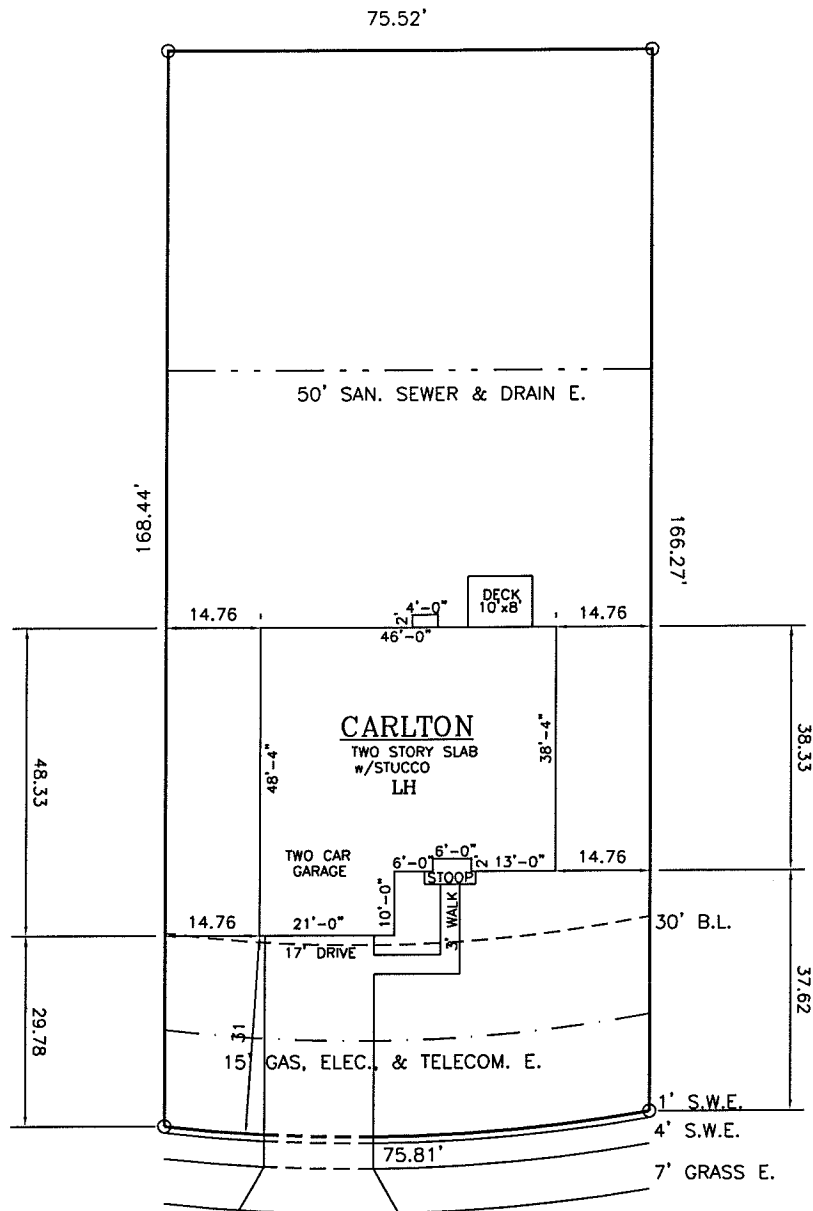 75.52'
50' SAN. SEWER & DRAIN E.
168.44'
166.27'
DECK
10'x8'
14.76
4'-0"
2'
46'-0"
14.76
CARLTON
TWO STORY SLAB
w/STUCCO
LH
48'-4"
38'-4"
48.33
38.33
TWO CAR
GARAGE
6'-0"
6'-0"
2'
13'-0"
14.76
STOOP
10'-0"
14.76
21'-0"
3' WALK
17' DRIVE
30' B.L.
29.78
37.62
31
15' GAS, ELEC., & TELECOM. E.
1' S.W.E.
4' S.W.E.
75.81'
7' GRASS E.